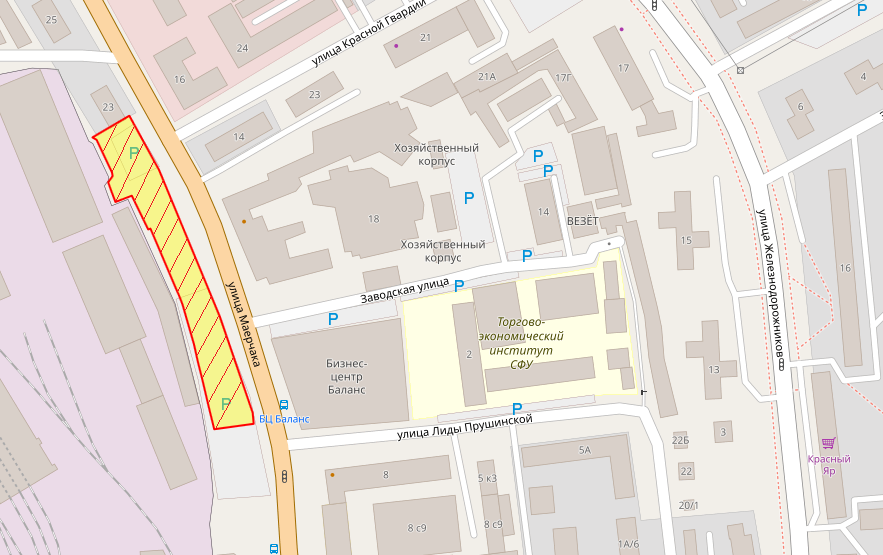 25
24
улица Красной Гвардии
21
P
16
23
21А
17Г
17
4
6
23
14
P
Хозяйственный
корпус
P
P
P
18
14
ВЕЗЁТ
15
16
Хозяйственный
корпус
P
улица Железнодорожников
Заводская улица
P
P
улица Маерчака
Торгово-
экономический
институт
СФУ
2
Бизнес-
центр
Баланс
13
P
БЦ Баланс
P
улица Лиды Прушинской
22Б
3
5А
Красный
Яр
8
5 к3
22
20/1
8 с9
8 с9
1А/6